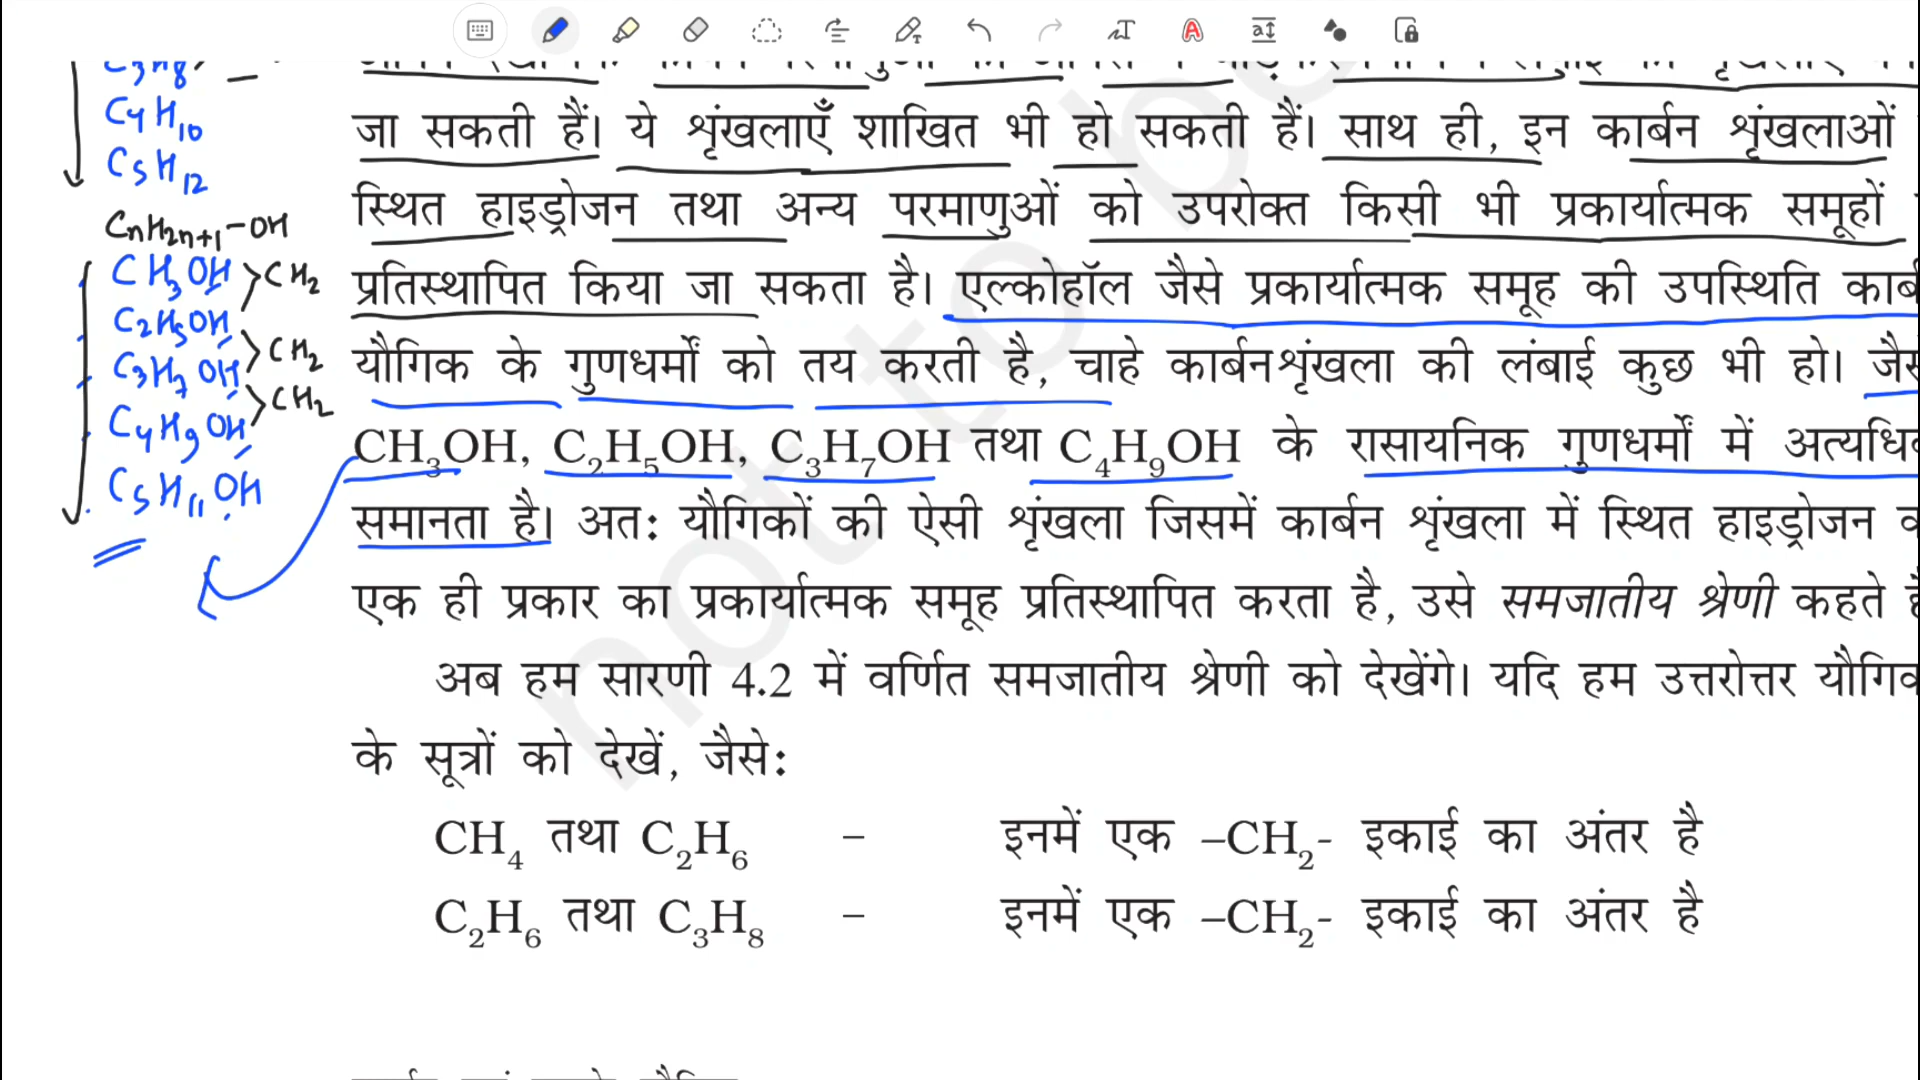 C3H8
C4H10
C5H12
CnH2n+1-OH
CH3OH > CH2
C2H5OH
C3H7OH > CH2
C4H9OH > CH2
C5H11OH
जा सकती हैं। ये शृंखलाएँ शाखित भी हो सकती हैं। साथ ही, इन कार्बन शृंखलाओं
स्थित हाइड्रोजन तथा अन्य परमाणुओं को उपरोक्त किसी भी प्रकार्यात्मक समूहों
प्रतिस्थापित किया जा सकता है। एल्कोहॉल जैसे प्रकार्यात्मक समूह की उपस्थिति
यौगिक के गुणधर्मों को तय करती है, चाहे कार्बनशृंखला की लंबाई कुछ भी हो।
CH₃OH, C₂H₅OH, C₃H₇OH तथा C₄H₉OH के रासायनिक गुणधर्मों में
समानता है। अतः यौगिकों की ऐसी शृंखला जिसमें कार्बन शृंखला में स्थित हाइड्रोजन
एक ही प्रकार का प्रकार्यात्मक समूह प्रतिस्थापित करता है, उसे समजातीय श्रेणी कहते
अब हम सारणी 4.2 में वर्णित समजातीय श्रेणी को देखेंगे। यदि हम उत्तरोत्तर
के सूत्रों को देखें, जैसे:
CH₄ तथा C₂H₆ – इनमें एक –CH₂- इकाई का अंतर है
C₂H₆ तथा C₃H₈ – इनमें एक –CH₂- इकाई का अंतर है
not to be